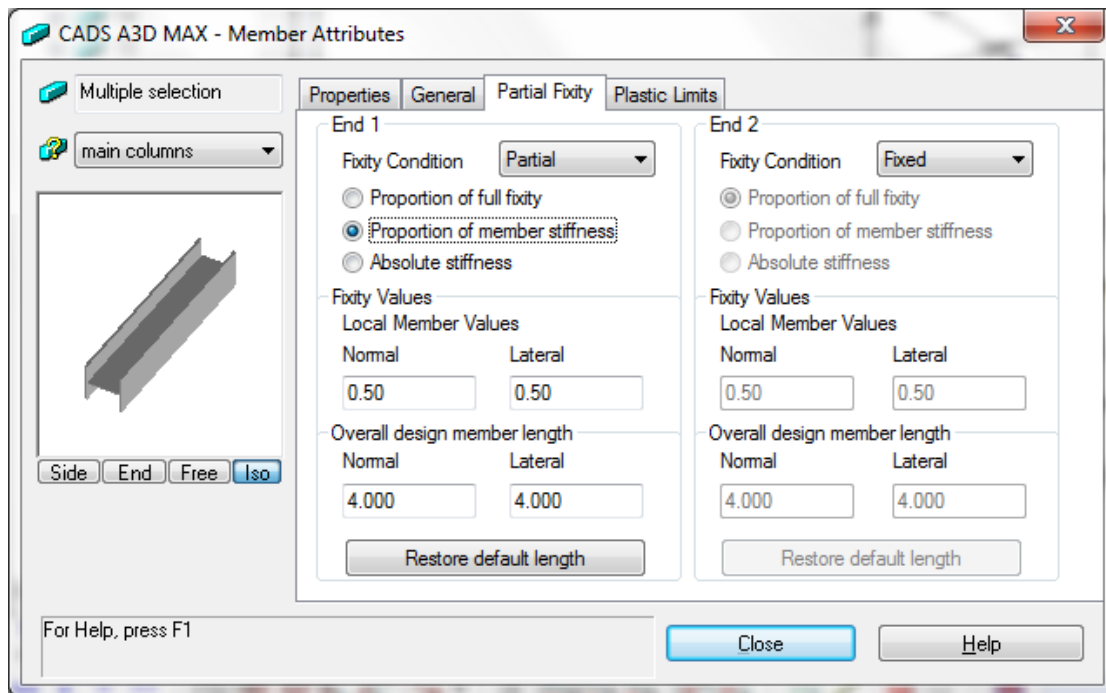 CADS A3D MAX - Member Attributes
x
Multiple selection
main columns
Side End Free Iso
Properties General Partial Fixity Plastic Limits
End 1
Fixity Condition Partial
Proportion of full fixity
Proportion of member stiffness
Absolute stiffness
Fixity Values
Local Member Values
Normal Lateral
0.50 0.50
Overall design member length
Normal Lateral
4.000 4.000
Restore default length
End 2
Fixity Condition Fixed
Proportion of full fixity
Proportion of member stiffness
Absolute stiffness
Fixity Values
Local Member Values
Normal Lateral
0.50 0.50
Overall design member length
Normal Lateral
4.000 4.000
Restore default length
For Help, press F1
Close Help